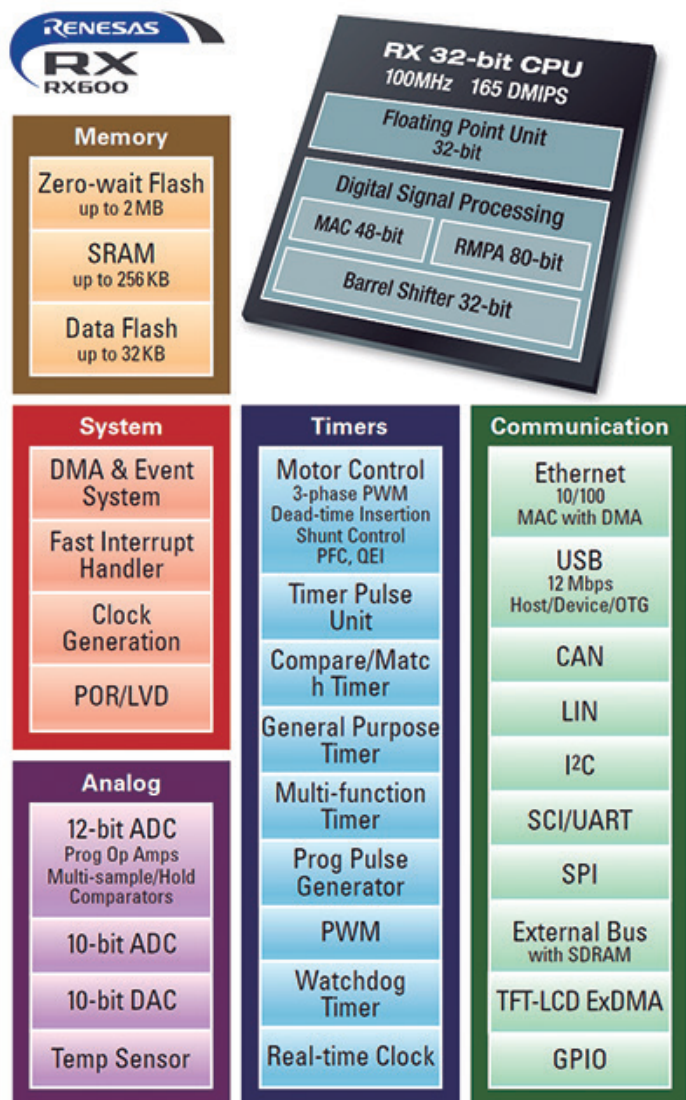 RENESAS
RX
RX600
RX 32-bit CPU
100MHz 165 DMIPS
Floating Point Unit
32-bit
Digital Signal Processing
MAC 48-bit
RMPA 80-bit
Barrel Shifter 32-bit
Memory
Zero-wait Flash
up to 2 MB
SRAM
up to 256 KB
Data Flash
up to 32 KB
System
DMA & Event
System
Fast Interrupt
Handler
Clock
Generation
POR/LVD
Analog
12-bit ADC
Prog Op Amps
Multi-sample/Hold
Comparators
10-bit ADC
10-bit DAC
Temp Sensor
Timers
Motor Control
3-phase PWM
Dead-time Insertion
Shunt Control
PFC, QEI
Timer Pulse
Unit
Compare/Matc
h Timer
General Purpose
Timer
Multi-function
Timer
Prog Pulse
Generator
PWM
Watchdog
Timer
Real-time Clock
Communication
Ethernet
10/100
MAC with DMA
USB
12 Mbps
Host/Device/OTG
CAN
LIN
I²C
SCI/UART
SPI
External Bus
with SDRAM
TFT-LCD ExDMA
GPIO